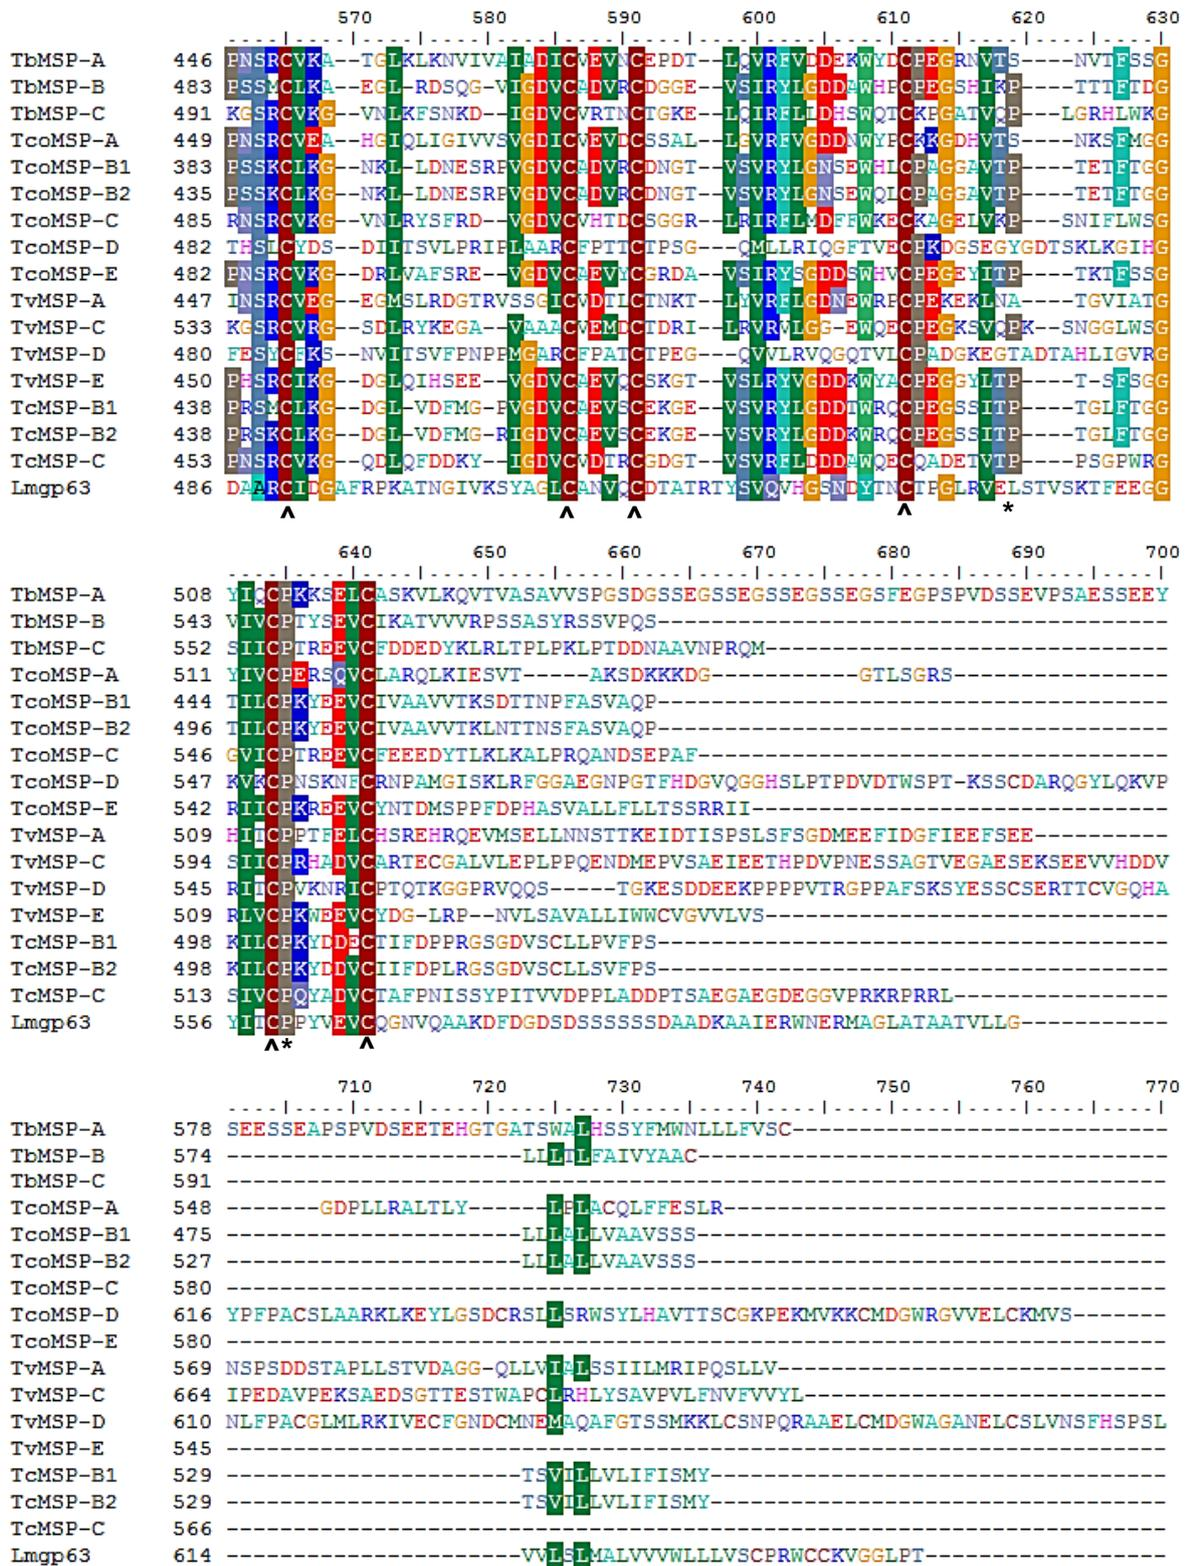 570 580 590 600 610 620 630
TbMSP-A 446 PNSRCVKA--TGLKLKNVIVAIADICVEVNCEPDT--LQVRFVDDEKWYDCPEGRNVTS----NVTFSSG
TbMSP-B 483 PSSMCLKA--EGL-RDQSG-VIGDVCADVRCDGGE--VSIRYLGDDAWHPCPEGSHIKP----TTTFTDG
TbMSP-C 491 KGSRCVKG--VNLKFSNKD--IGDVCVRTNCTGKE--LQIRFLLDHSWQTCKPGATVQP---LGRHLWKG
TcoMSP-A 449 PNSRCVEA--HGIQLIGIVVSVGDICVEVDCSSAL--LGVRFVGDDNWYPCKKGDHVTS----NKSFMGG
TcoMSP-B1 383 PSSKCLKG--NKL-LDNESRPVGDVCADVRCDNGT--VSVRYLGNSEWHLCPAGGAVTP----TETFTGG
TcoMSP-B2 435 PSSKCLKG--NKL-LDNESRPVGDVCADVRCDNGT--VSVRYLGNSEWQLCPAGGAVTP----TETFTGG
TcoMSP-C 485 RNSRCVKG--VNLRYSFRD--VGDVCVHTDCSGGR--LRIRFLMDFFWKECKAGELVKP---SNIFLWSG
TcoMSP-D 482 THSLCYDS--DIITSVLPRIPLAARCFPTTCTPSG---QMLLRIQGFTVECPKDGSEGYGDTSKLKGIHG
TcoMSP-E 482 PNSRCVKG--DRLVAFSRE--VGDVCAEVYCGRDA--VSIRYSGDDSWHVCPEGEYITP----TKTFSSG
TvMSP-A 447 INSRCVEG--EGMSLRDGTRVSSGICVDTLCTNKT--LYVRFLGDNEWRPCPEKEKLNA----TGVIATG
TvMSP-C 533 KGSRCVRG--SDLRYKEGA--VAAACVEMDCTDRI--LRVRVLGG-EWQECPEGKSVQPK--SNGGLWSG
TvMSP-D 480 FESYCFKS--NVITSVFPNPPMGARCFPATCTPEG---QVVLRVQGQTVLCPADGKEGTADTAHLIGVRG
TvMSP-E 450 PHSRCIKG--DGLQIHSEE--VGDVCAEVQCSKGT--VSLRYVGDDKWYACPEGGYLTP----T-SFSGG
TcMSP-B1 438 PRSMCLKG--DGL-VDFMG-PVGDVCAEVSCEKGE--VSVRYLGDDTWRQCPEGSSITP----TGLFTGG
TcMSP-B2 438 PRSKCLKG--DGL-VDFMG-RIGDVCAEVSCEKGE--VSVRYLGDDKWRQCPEGSSITP----TGLFTGG
TcMSP-C 453 PNSRCVKG--QDLQFDDKY--IGDVCVDTRCGDGT--VSVRFLDDDAWQECQADETVTP----PSGPWRG
Lmgp63 486 DAARCIDGAFRPKATNGIVKSYAGLCANVQCDTATRTYSVQVHGSNDYTNCTPGLRVELSTVSKTFEEGG
^ ^ ^ ^ *
640 650 660 670 680 690 700
TbMSP-A 508 YIQCPKKSELCASKVLKQVTVASAVVSPGSDGSSEGSSEGSSEGSSEGSFEGPSPVDSSEVPSAESSEEY
TbMSP-B 543 VIVCPTYSEVCIKATVVVRPSSASYRSSVPQS--------------------------------------
TbMSP-C 552 SIICPTREEVCFDDEDYKLRLTPLPKLPTDDNAAVNPRQM------------------------------
TcoMSP-A 511 YIVCPERSQVCLARQLKIESVT-----AKSDKKKDG-----------GTLSGRS----------------
TcoMSP-B1 444 TILCPKYEEVCIVAAVVTKSDTTNPFASVAQP--------------------------------------
TcoMSP-B2 496 TILCPKYEEVCIVAAVVTKLNTTNSFASVAQP--------------------------------------
TcoMSP-C 546 GVICPTREEVCFEEEDYTLKLKALPRQANDSEPAF-----------------------------------
TcoMSP-D 547 KVKCPNSKNFCRNPAMGISKLRFGGAEGNPGTFHDGVQGGHSLPTPDVDTWSPT-KSSCDARQGYLQKVP
TcoMSP-E 542 RIICPKREEVCYNTDMSPPFDPHASVALLFLLTSSRRII-------------------------------
TvMSP-A 509 HITCPPTFELCHSREHRQEVMSELLNNSTTKEIDTISPSLSFSGDMEEFIDGFIEEFSEE----------
TvMSP-C 594 SIICPRHADVCARTECGALVLEPLPPQENDMEPVSAEIEETHPDVPNESSAGTVEGAESEKSEEVVHDDV
TvMSP-D 545 RITCPVKNRICPTQTKGGPRVQQS-----TGKESDDEEKPPPPVTRGPPAFSKSYESSCSERTTCVGQHA
TvMSP-E 509 RLVCPKWEEVCYDG-LRP--NVLSAVALLIWWCVGVVLVS------------------------------
TcMSP-B1 498 KILCPKYDDECTIFDPPRGSGDVSCLLPVFPS--------------------------------------
TcMSP-B2 498 KILCPKYDDVCIIFDPLRGSGDVSCLLSVFPS--------------------------------------
TcMSP-C 513 SIVCPQYADVCTAFPNISSYPITVVDPPLADDPTSAEGAEGDEGGVPRKRPRRL----------------
Lmgp63 556 YITCPPYVEVCQGNVQAAKDFDGDSDSSSSSSDAADKAAIERWNERMAGLATAATVLLG-----------
^* ^
710 720 730 740 750 760 770
TbMSP-A 578 SEESSEAPSPVDSEETEHGTGATSWALHSSYFMWNLLLFVSC----------------------------
TbMSP-B 574 ----------------------LLLTLFAIVYAAC-----------------------------------
TbMSP-C 591 ----------------------------------------------------------------------
TcoMSP-A 548 -------GDPLLRALTLY------LPLACQLFFESLR---------------------------------
TcoMSP-B1 475 ----------------------LLLALLVAAVSSS-----------------------------------
TcoMSP-B2 527 ----------------------LLLALLVAAVSSS-----------------------------------
TcoMSP-C 580 ----------------------------------------------------------------------
TcoMSP-D 616 YPFPACSLAARKLKEYLGSDCRSLLSRWSYLHAVTTSCGKPEKMVKKCMDGWRGVVELCKMVS-------
TcoMSP-E 580 ----------------------------------------------------------------------
TvMSP-A 569 NSPSDDSTAPLLSTVDAGG-QLLVIALSSIILMRIPQSLLV-----------------------------
TvMSP-C 664 IPEDAVPEKSAEDSGTTESTWAPCLRHLYSAVPVLFNVFVVYL---------------------------
TvMSP-D 610 NLFPACGLMLRKIVECFGNDCMNEMAQAFGTSSMKKLCSNPQRAAELCMDGWAGANELCSLVNSFHSPSL
TvMSP-E 545 ----------------------------------------------------------------------
TcMSP-B1 529 ----------------------TSVILLVLIFISMY----------------------------------
TcMSP-B2 529 ----------------------TSVILLVLIFISMY----------------------------------
TcMSP-C 566 ----------------------------------------------------------------------
Lmgp63 614 ----------------------VVLSLMALVVVWLLLVSCPRWCCKVGGLPT------------------